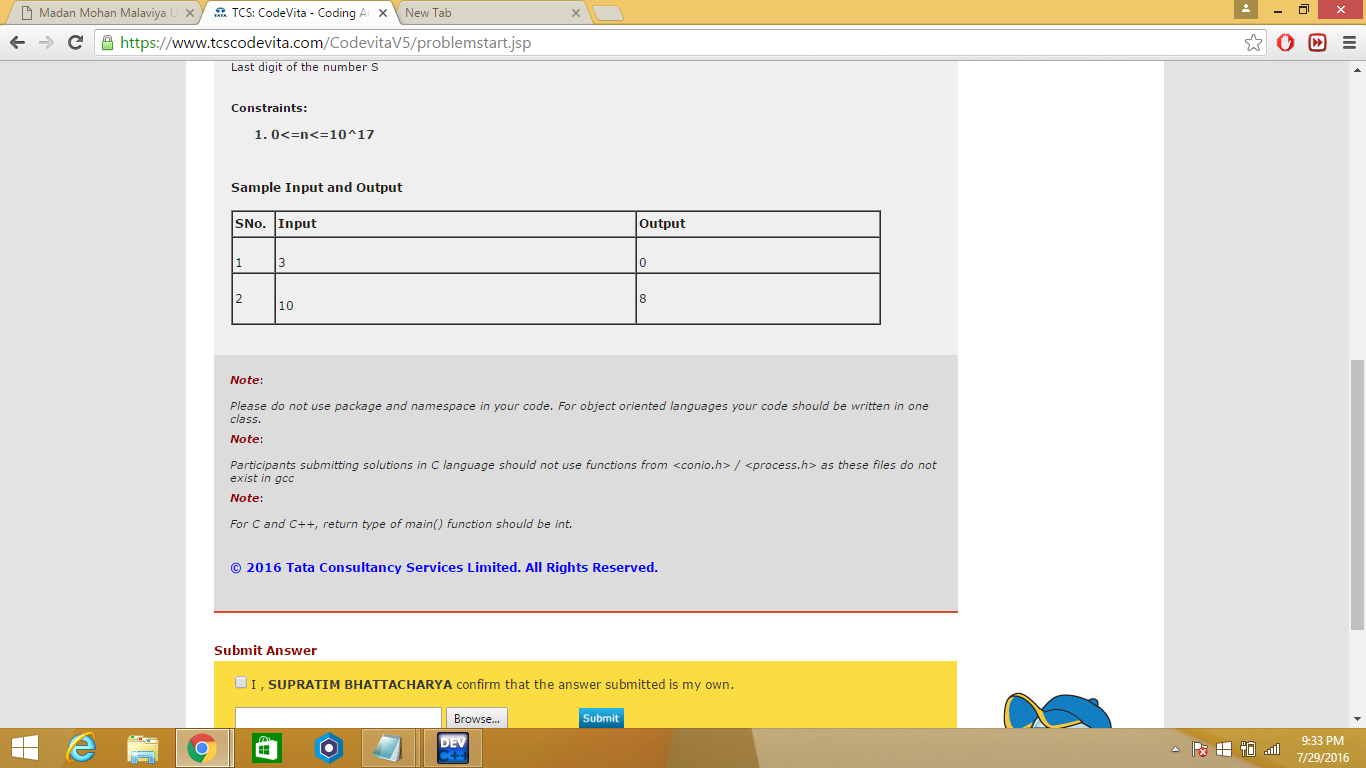 Madan Mohan Malaviya U
TCS: CodeVita - Coding A
New Tab
https://www.tcscodevita.com/CodevitaV5/problemstart.jsp
Last digit of the number S
Constraints:
1. 0<=n<=10^17
Sample Input and Output
SNo. Input Output
1 3 0
2 10 8
Note:
Please do not use package and namespace in your code. For object oriented languages your code should be written in one
class.
Note:
Participants submitting solutions in C language should not use functions from <conio.h> / <process.h> as these files do not
exist in gcc
Note:
For C and C++, return type of main() function should be int.
© 2016 Tata Consultancy Services Limited. All Rights Reserved.
Submit Answer
I , SUPRATIM BHATTACHARYA confirm that the answer submitted is my own.
Browse... Submit
DEV
C++
9:33 PM
7/29/2016